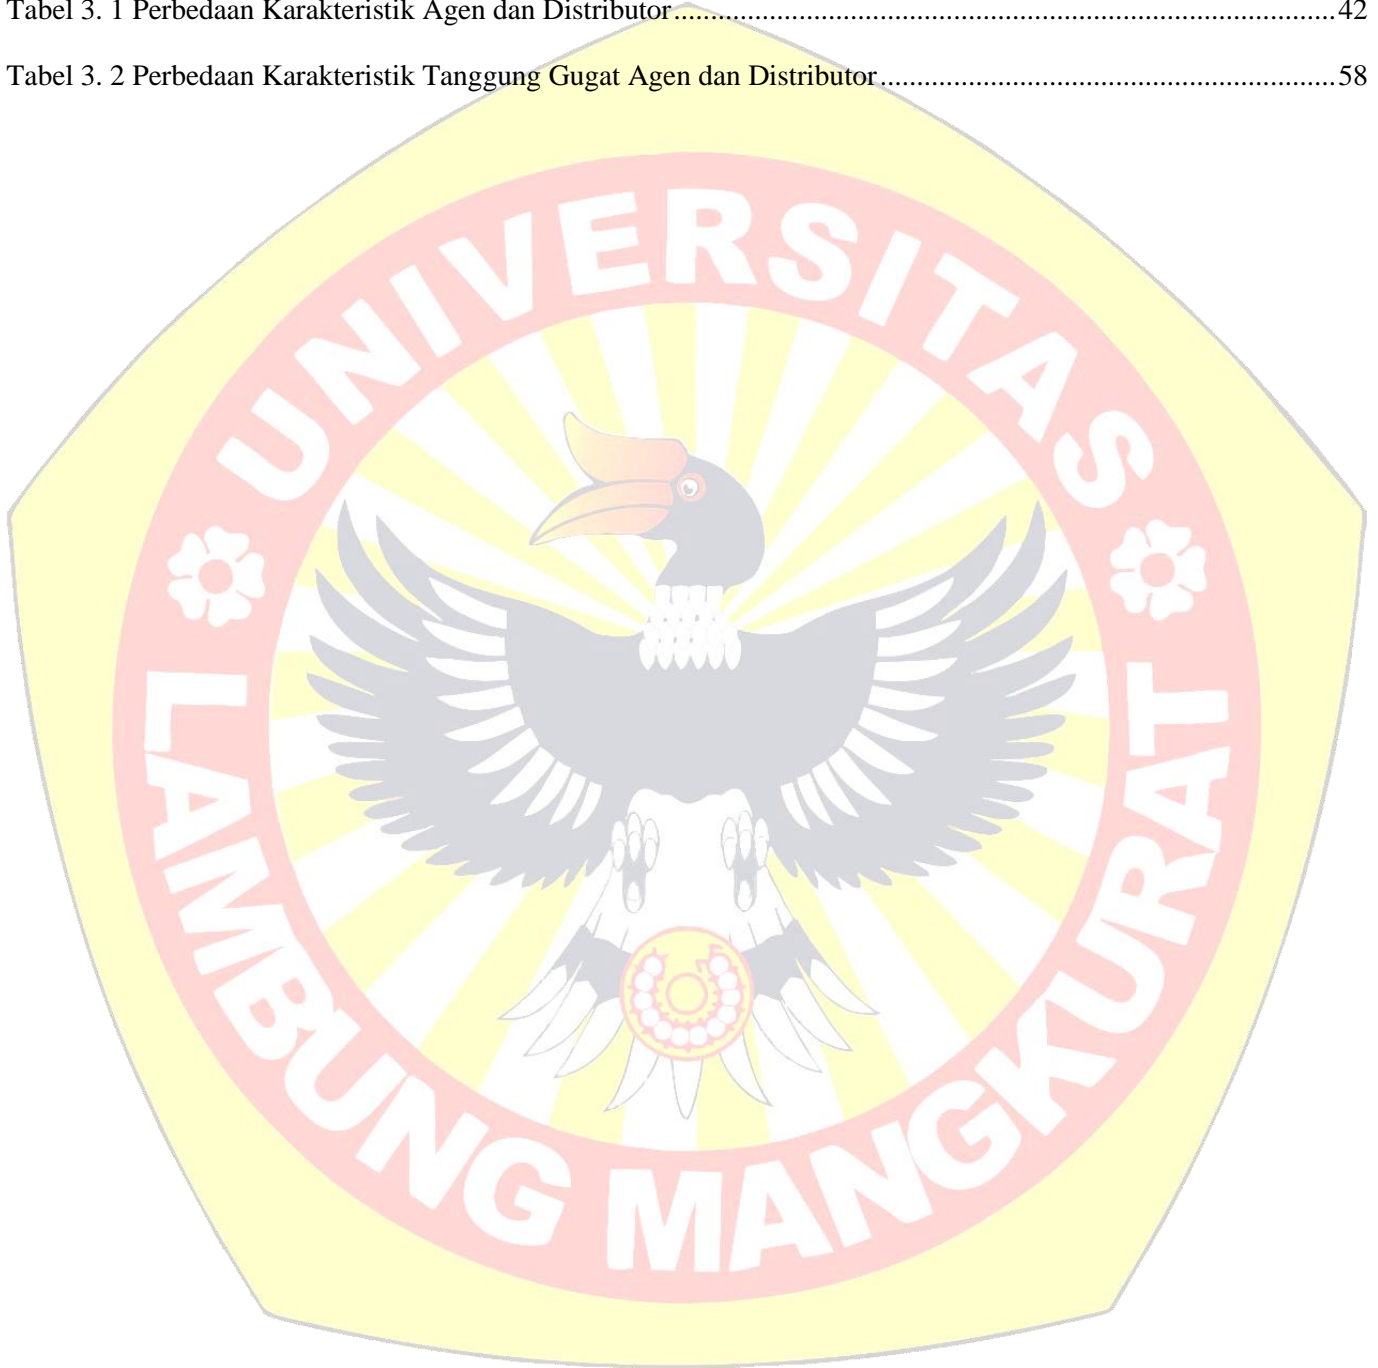 Tabel 3. 1 Perbedaan Karakteristik Agen dan Distributor....................................................................................42
Tabel 3. 2 Perbedaan Karakteristik Tanggung Gugat Agen dan Distributor..........................................................58
UNIVERSITAS
LAMBUNG MANGKURAT